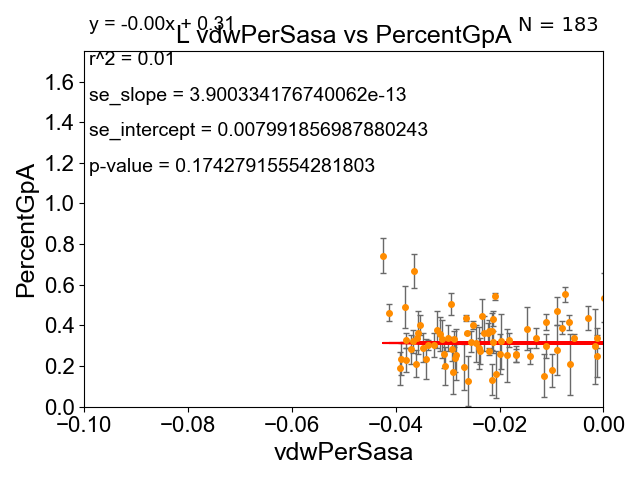 y = -0.00x + 0.31
N = 183
L vdwPerSasa vs PercentGpA
r^2 = 0.01
se_slope = 3.900334176740062e-13
se_intercept = 0.007991856987880243
p-value = 0.17427915554281803
PercentGpA
1.6
1.4
1.2
1.0
0.8
0.6
0.4
0.2
0.0
−0.10
−0.08
−0.06
−0.04
−0.02
0.00
vdwPerSasa